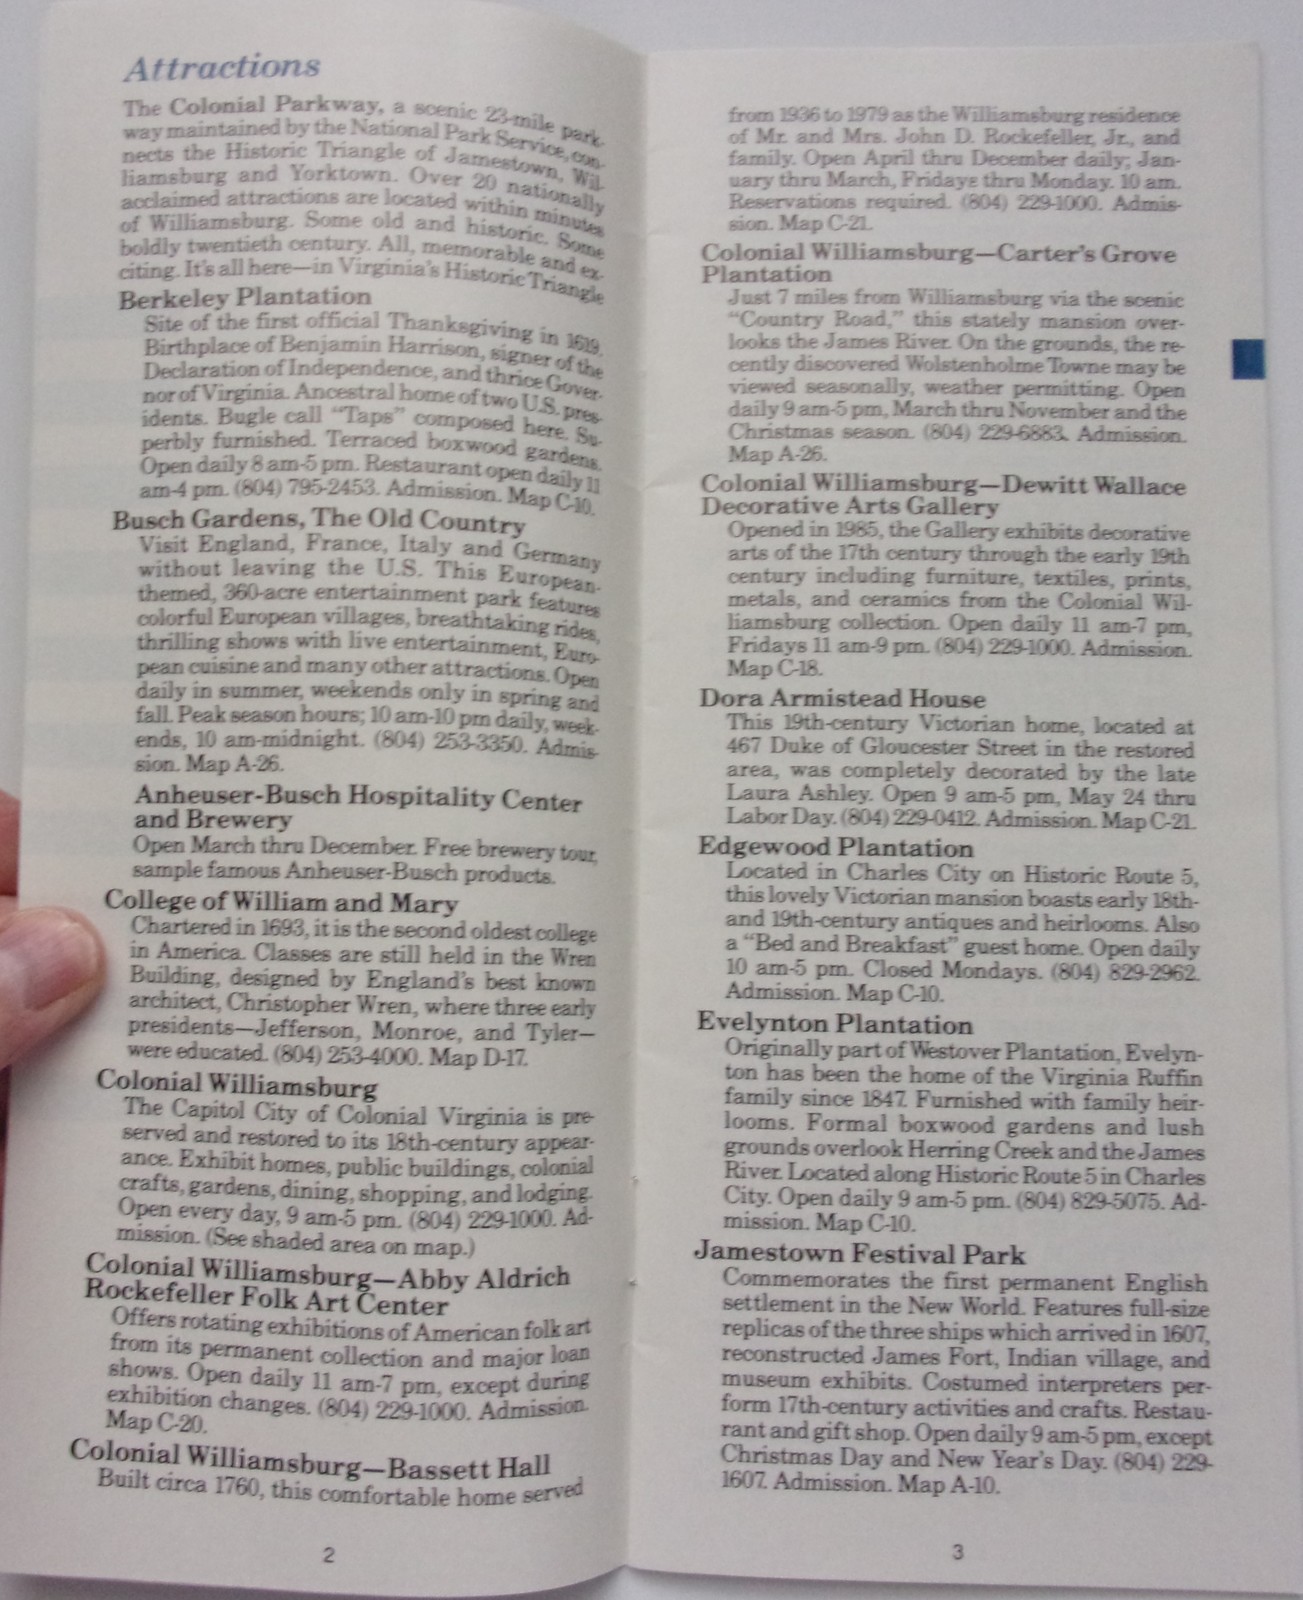 Attractions
The Colonial Parkway, a scenic 23-mile park-
way maintained by the National Park Service, con-
nects the Historic Triangle of Jamestown, Wil-
liamsburg and Yorktown. Over 20 nationally
acclaimed attractions are located within minutes
of Williamsburg. Some old and historic. Some
boldly twentieth century. All, memorable and ex-
citing. It's all here—in Virginia's Historic Triangle
Berkeley Plantation
Site of the first official Thanksgiving in 1619.
Birthplace of Benjamin Harrison, signer of the
Declaration of Independence, and thrice Gover-
nor of Virginia. Ancestral home of two U.S. pres-
idents. Bugle call "Taps" composed here. Su-
perbly furnished. Terraced boxwood gardens.
Open daily 8 am-5 pm. Restaurant open daily 11
am-4 pm. (804) 795-2453. Admission. Map C-10.
Busch Gardens, The Old Country
Visit England, France, Italy and Germany
without leaving the U.S. This European-
themed, 360-acre entertainment park features
colorful European villages, breathtaking rides,
thrilling shows with live entertainment, Euro-
pean cuisine and many other attractions. Open
daily in summer, weekends only in spring and
fall. Peak season hours; 10 am-10 pm daily, week-
ends, 10 am-midnight. (804) 253-3350. Admis-
sion. Map A-26.
Anheuser-Busch Hospitality Center
and Brewery
Open March thru December. Free brewery tour,
sample famous Anheuser-Busch products.
College of William and Mary
Chartered in 1693, it is the second oldest college
in America. Classes are still held in the Wren
Building, designed by England's best known
architect, Christopher Wren, where three early
presidents—Jefferson, Monroe, and Tyler—
were educated. (804) 253-4000. Map D-17.
Colonial Williamsburg
The Capitol City of Colonial Virginia is pre-
served and restored to its 18th-century appear-
ance. Exhibit homes, public buildings, colonial
crafts, gardens, dining, shopping, and lodging.
Open every day, 9 am-5 pm. (804) 229-1000. Ad-
mission. (See shaded area on map.)
Colonial Williamsburg—Abby Aldrich
Rockefeller Folk Art Center
Offers rotating exhibitions of American folk art
from its permanent collection and major loan
shows. Open daily 11 am-7 pm, except during
exhibition changes. (804) 229-1000. Admission.
Map C-20.
Colonial Williamsburg—Bassett Hall
Built circa 1760, this comfortable home served
2
from 1936 to 1979 as the Williamsburg residence
of Mr. and Mrs. John D. Rockefeller, Jr., and
family. Open April thru December daily; Jan-
uary thru March, Fridays thru Monday. 10 am.
Reservations required. (804) 229-1000. Admis-
sion. Map C-21.
Colonial Williamsburg—Carter's Grove
Plantation
Just 7 miles from Williamsburg via the scenic
"Country Road," this stately mansion over-
looks the James River. On the grounds, the re-
cently discovered Wolstenholme Towne may be
viewed seasonally, weather permitting. Open
daily 9 am-5 pm, March thru November and the
Christmas season. (804) 229-6883. Admission.
Map A-26.
Colonial Williamsburg—Dewitt Wallace
Decorative Arts Gallery
Opened in 1985, the Gallery exhibits decorative
arts of the 17th century through the early 19th
century including furniture, textiles, prints,
metals, and ceramics from the Colonial Wil-
liamsburg collection. Open daily 11 am-7 pm,
Fridays 11 am-9 pm. (804) 229-1000. Admission.
Map C-18.
Dora Armistead House
This 19th-century Victorian home, located at
467 Duke of Gloucester Street in the restored
area, was completely decorated by the late
Laura Ashley. Open 9 am-5 pm, May 24 thru
Labor Day. (804) 229-0412. Admission. Map C-21.
Edgewood Plantation
Located in Charles City on Historic Route 5,
this lovely Victorian mansion boasts early 18th-
and 19th-century antiques and heirlooms. Also
a "Bed and Breakfast" guest home. Open daily
10 am-5 pm. Closed Mondays. (804) 829-2962.
Admission. Map C-10.
Evelynton Plantation
Originally part of Westover Plantation, Evelyn-
ton has been the home of the Virginia Ruffin
family since 1847. Furnished with family heir-
looms. Formal boxwood gardens and lush
grounds overlook Herring Creek and the James
River. Located along Historic Route 5 in Charles
City. Open daily 9 am-5 pm. (804) 829-5075. Ad-
mission. Map C-10.
Jamestown Festival Park
Commemorates the first permanent English
settlement in the New World. Features full-size
replicas of the three ships which arrived in 1607,
reconstructed James Fort, Indian village, and
museum exhibits. Costumed interpreters per-
form 17th-century activities and crafts. Restau-
rant and gift shop. Open daily 9 am-5 pm, except
Christmas Day and New Year's Day. (804) 229-
1607. Admission. Map A-10.
3